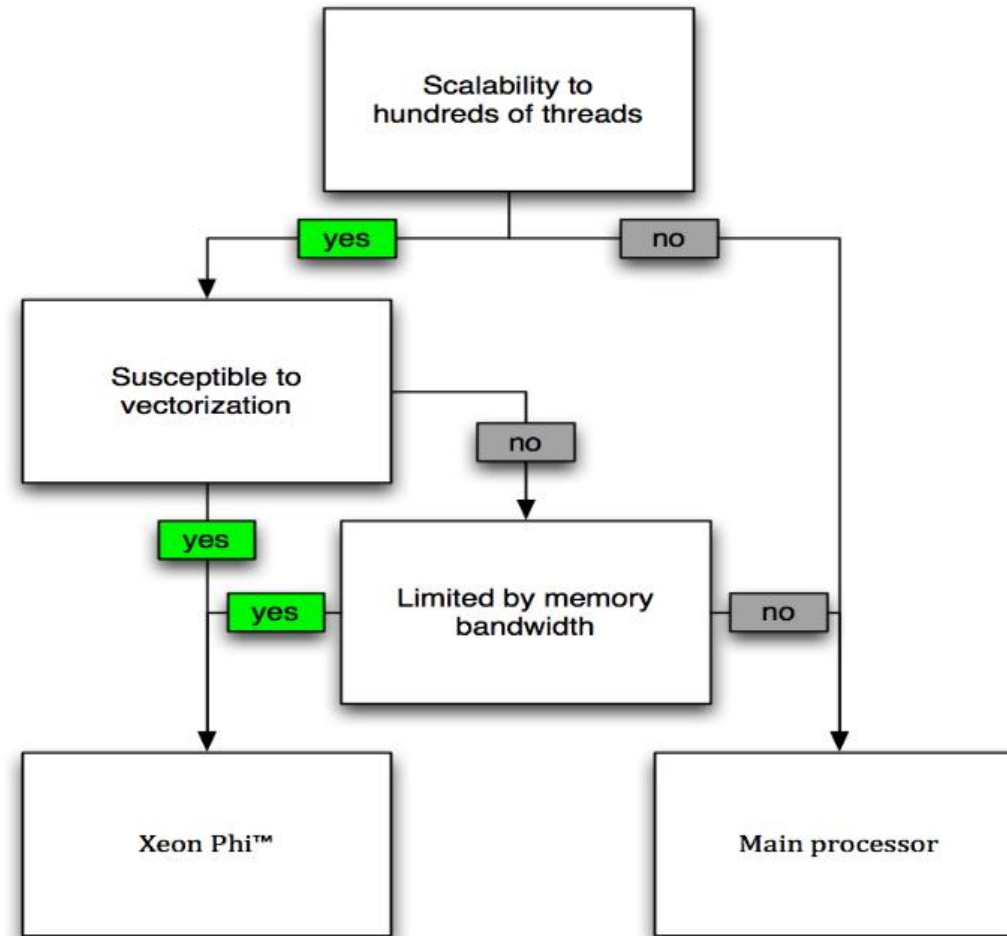 Scalability to
hundreds of threads
yes
no
Susceptible to
vectorization
no
yes
Limited by memory
bandwidth
yes
no
Xeon Phi™
Main processor